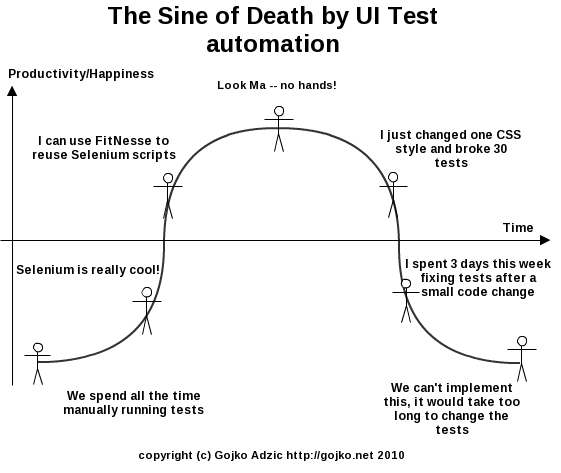 The Sine of Death by UI Test
automation
Productivity/Happiness
Look Ma -- no hands!
I can use FitNesse to
reuse Selenium scripts
I just changed one CSS
style and broke 30
tests
Time
Selenium is really cool!
I spent 3 days this week
fixing tests after a
small code change
We spend all the time
manually running tests
We can't implement
this, it would take too
long to change the
tests
copyright (c) Gojko Adzic http://gojko.net 2010